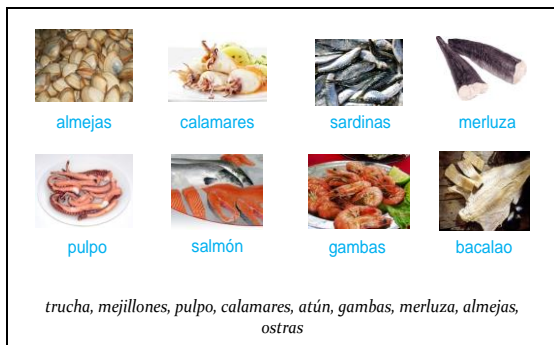 almejas calamares sardinas merluza
pulpo salmón gambas bacalao
trucha, mejillones, pulpo, calamares, atún, gambas, merluza, almejas,
ostras